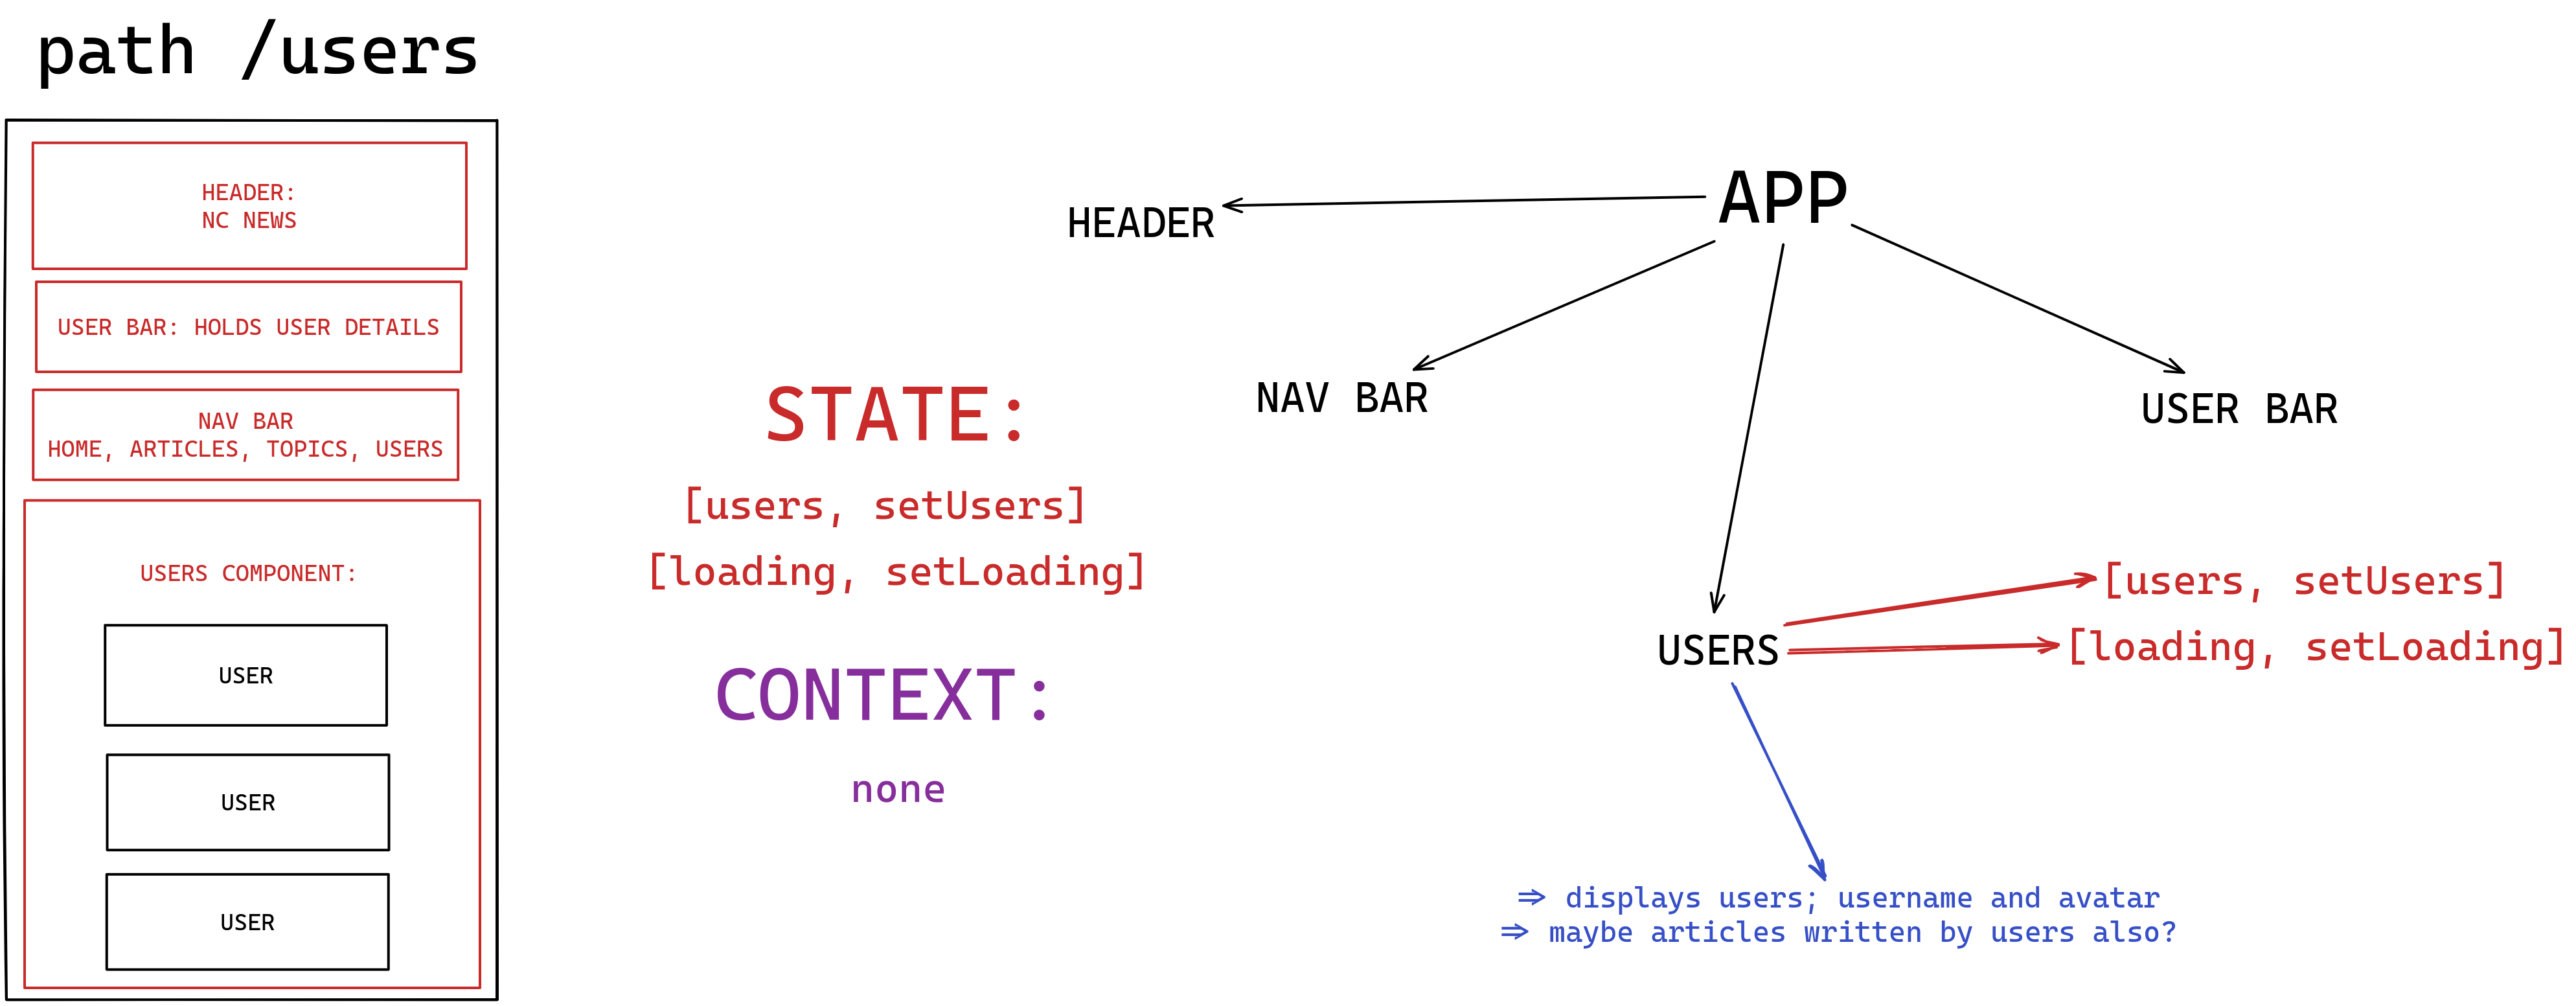 path /users
HEADER:
NC NEWS
USER BAR: HOLDS USER DETAILS
NAV BAR
HOME, ARTICLES, TOPICS, USERS
USERS COMPONENT:
USER
USER
USER
STATE:
[users, setUsers]
[loading, setLoading]
CONTEXT:
none
APP
HEADER
NAV BAR
USER BAR
USERS
[users, setUsers]
[loading, setLoading]
⇒ displays users; username and avatar
⇒ maybe articles written by users also?